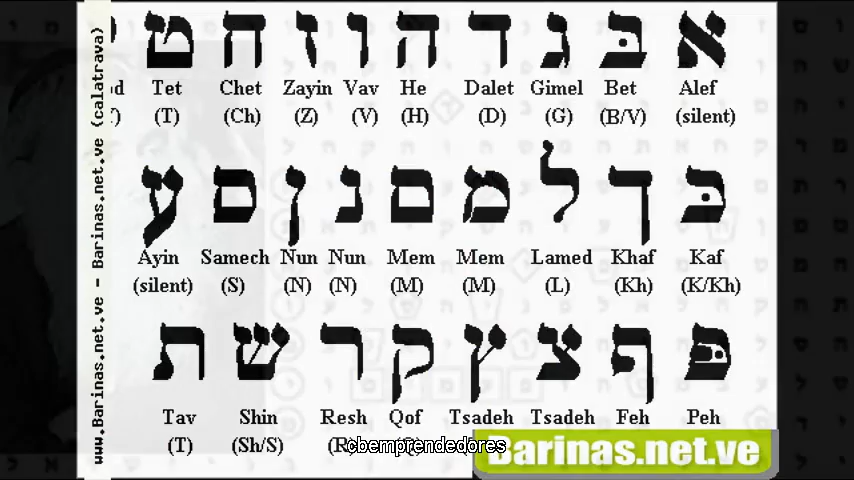 א בּ ג ד ה ו ז ח ט
Alef Bet Gimel Dalet He Vav Zayin Chet Tet
(silent) (B/V) (G) (D) (H) (V) (Z) (Ch) (T)
כּ ך ל מ ם נ ן ס ע
Kaf Khaf Lamed Mem Mem Nun Nun Samech Ayin
(K/Kh) (Kh) (L) (M) (M) (N) (N) (S) (silent)
פּ ף צ ץ ק ר ש ת
Peh Feh Tsadeh Tsadeh Qof Resh Shin Tav
(Sh/S) (T)
cbemprendedores
Barinas.net.ve
www.Barinas.net.ve - Barinas.net.ve (calatrava)